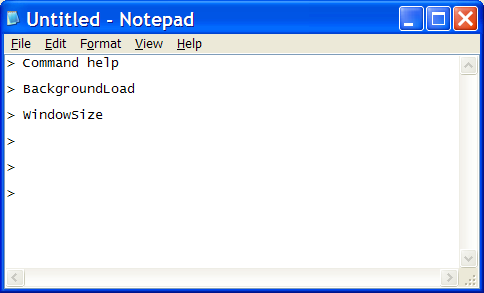 Untitled - Notepad
File Edit Format View Help
> Command help
> BackgroundLoad
> WindowSize
>
>
>